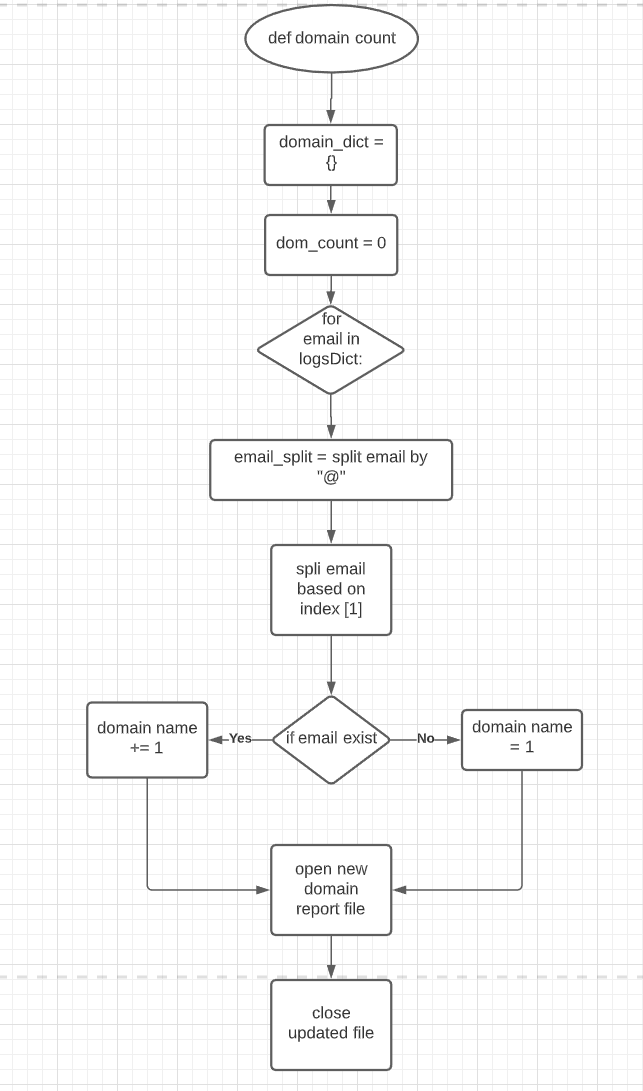 def domain count
domain_dict =
{}
dom_count = 0
for
email in
logsDict:
email_split = split email by
"@"
spli email
based on
index [1]
domain name
+= 1
Yes
if email exist
No
domain name
= 1
open new
domain
report file
close
updated file